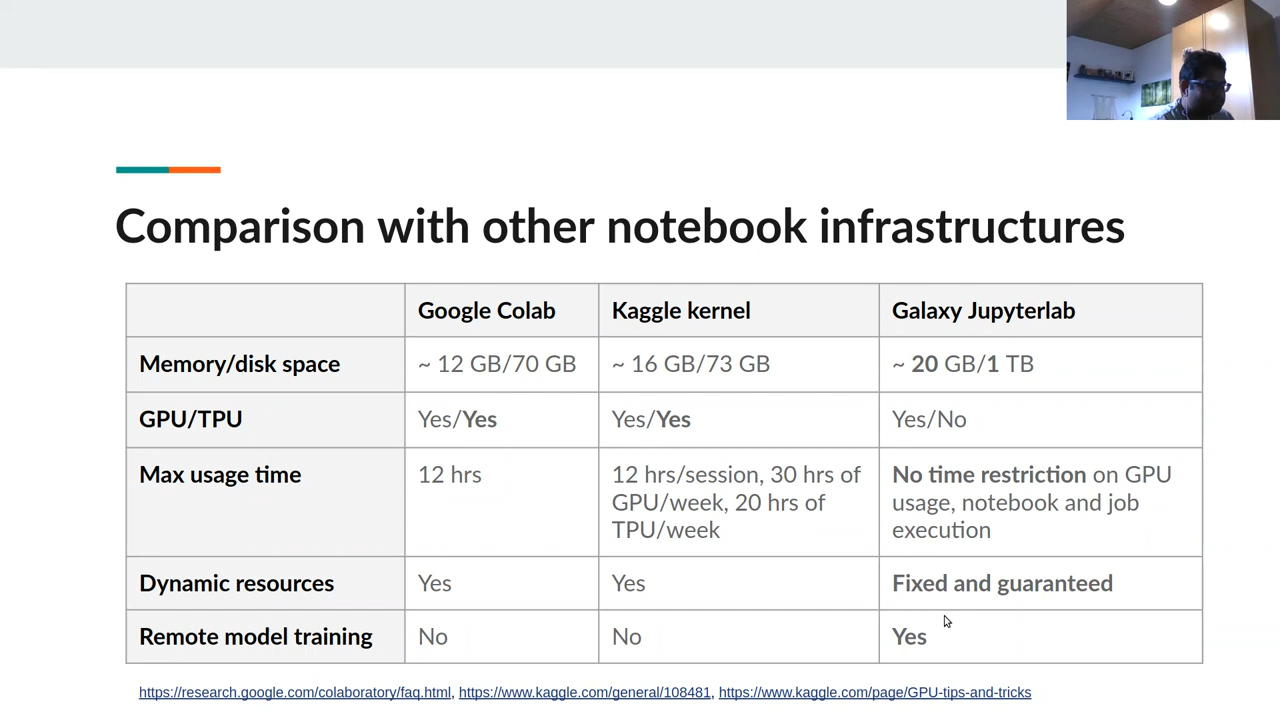 Comparison with other notebook infrastructures
Google Colab Kaggle kernel Galaxy Jupyterlab
Memory/disk space ~ 12 GB/70 GB ~ 16 GB/73 GB ~ 20 GB/1 TB
GPU/TPU Yes/Yes Yes/Yes Yes/No
Max usage time 12 hrs 12 hrs/session, 30 hrs of No time restriction on GPU
GPU/week, 20 hrs of usage, notebook and job
TPU/week execution
Dynamic resources Yes Yes Fixed and guaranteed
Remote model training No No Yes
https://research.google.com/colaboratory/faq.html, https://www.kaggle.com/general/108481, https://www.kaggle.com/page/GPU-tips-and-tricks